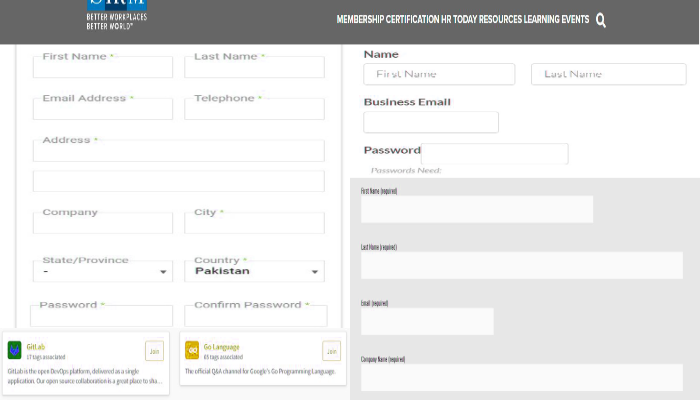 SHRM
BETTER WORKPLACES
BETTER WORLD™
MEMBERSHIP CERTIFICATION HR TODAY RESOURCES LEARNING EVENTS
First Name *
Last Name *
Email Address *
Telephone *
Address *
Company
City *
State/Province
-
Country *
Pakistan
Password *
Confirm Password *
GitLab
17 tags associated
Join
GitLab is the open DevOps platform, delivered as a single
application. Our open source collaboration is a great place to sha...
Go Language
65 tags associated
Join
The official Q&A channel for Google's Go Programming Language.
Name
First Name
Last Name
Business Email
Password
Passwords Need:
First Name (required)
Last Name (required)
Email (required)
Company Name (required)